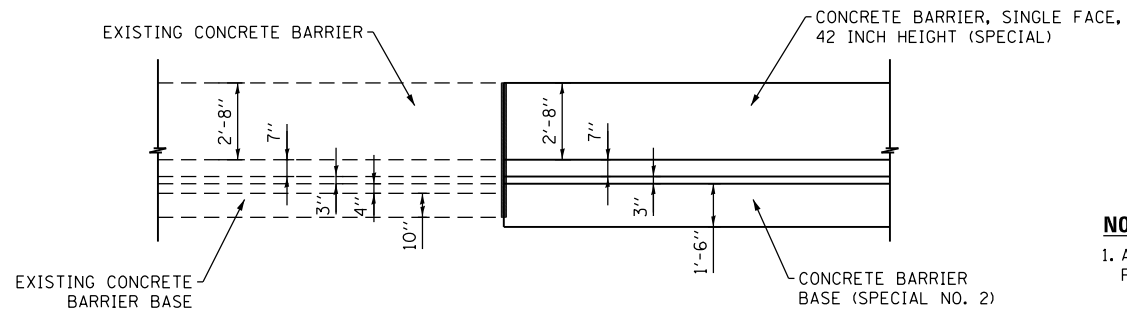 EXISTING CONCRETE BARRIER
CONCRETE BARRIER, SINGLE FACE,
42 INCH HEIGHT (SPECIAL)
2'-8"
7"
3"
4"
10"
2'-8"
7"
3"
1'-6"
EXISTING CONCRETE
BARRIER BASE
CONCRETE BARRIER
BASE (SPECIAL NO. 2)
1.